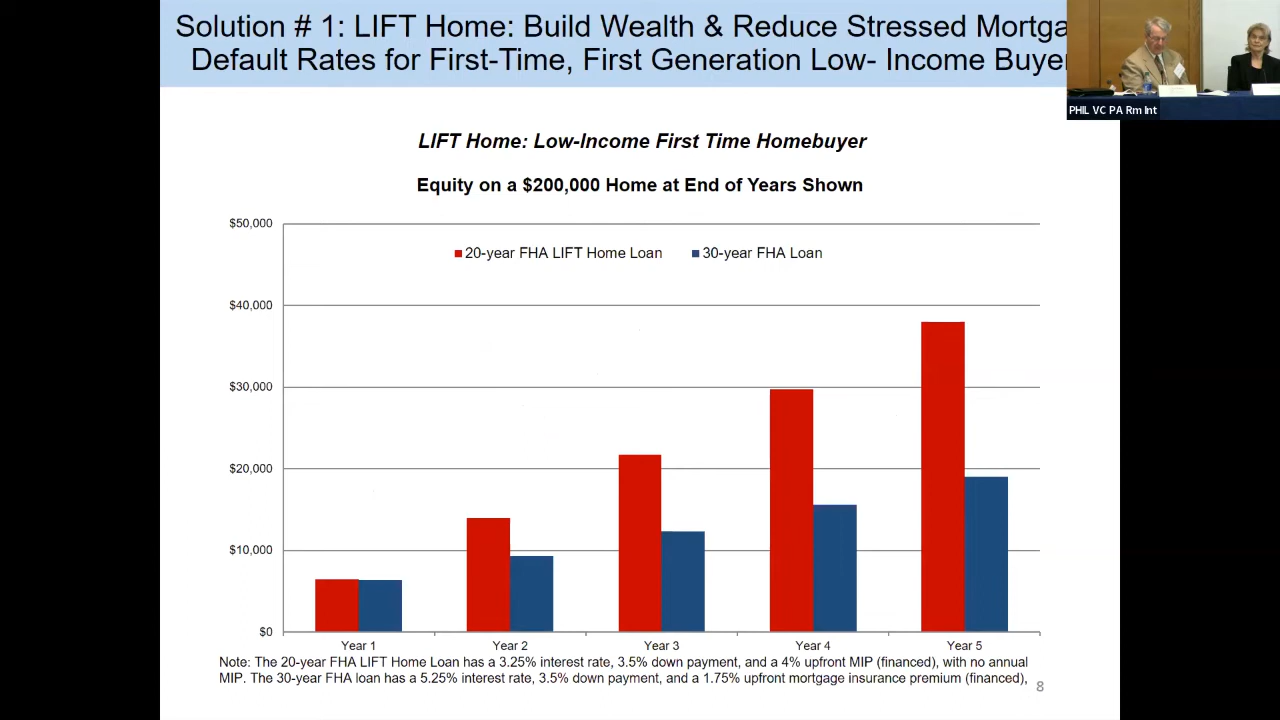 Solution # 1: LIFT Home: Build Wealth & Reduce Stressed Mortga
Default Rates for First-Time, First Generation Low- Income Buyer
PHIL VC PA Rm Int
LIFT Home: Low-Income First Time Homebuyer
Equity on a $200,000 Home at End of Years Shown
$50,000
20-year FHA LIFT Home Loan
30-year FHA Loan
$40,000
$30,000
$20,000
$10,000
$0
Year 1
Year 2
Year 3
Year 4
Year 5
Note: The 20-year FHA LIFT Home Loan has a 3.25% interest rate, 3.5% down payment, and a 4% upfront MIP (financed), with no annual
MIP. The 30-year FHA loan has a 5.25% interest rate, 3.5% down payment, and a 1.75% upfront mortgage insurance premium (financed),
8